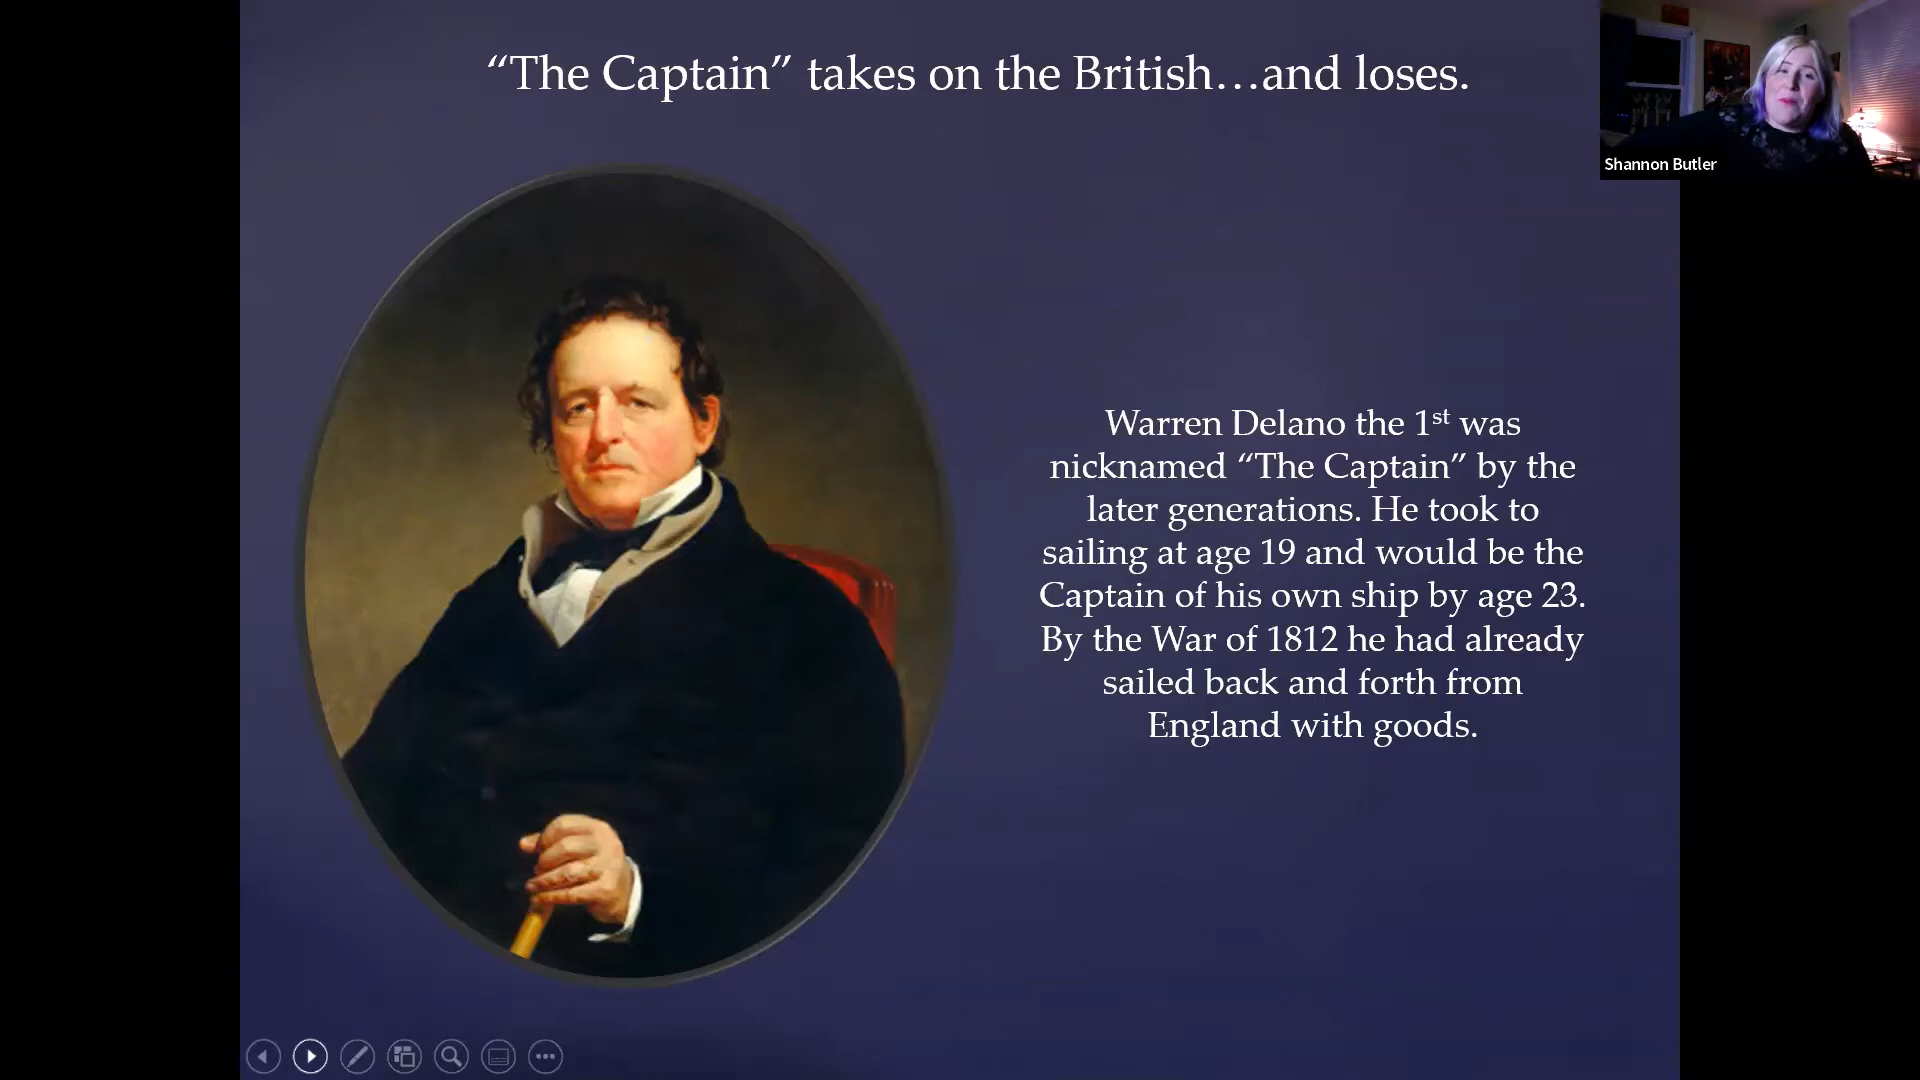 “The Captain” takes on the British…and loses.
Shannon Butler
Warren Delano the 1st was
nicknamed “The Captain” by the
later generations. He took to
sailing at age 19 and would be the
Captain of his own ship by age 23.
By the War of 1812 he had already
sailed back and forth from
England with goods.